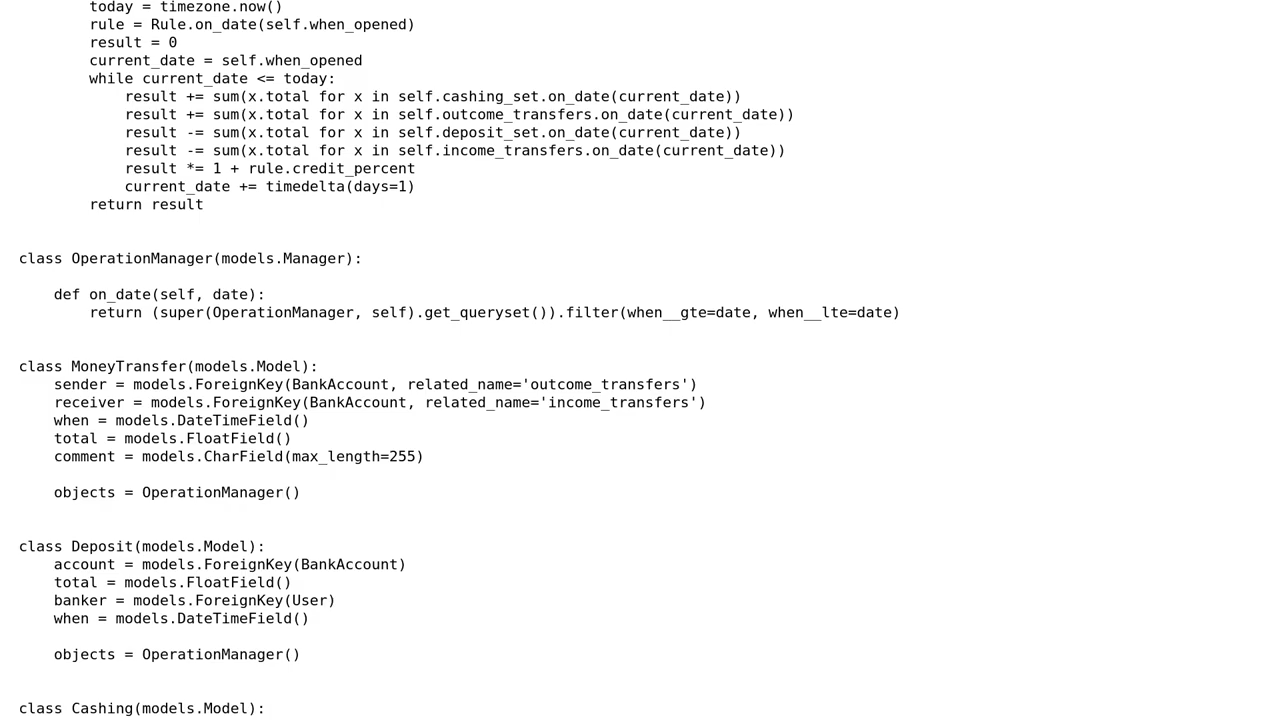 today = timezone.now()
        rule = Rule.on_date(self.when_opened)
        result = 0
        current_date = self.when_opened
        while current_date <= today:
            result += sum(x.total for x in self.cashing_set.on_date(current_date))
            result += sum(x.total for x in self.outcome_transfers.on_date(current_date))
            result -= sum(x.total for x in self.deposit_set.on_date(current_date))
            result -= sum(x.total for x in self.income_transfers.on_date(current_date))
            result *= 1 + rule.credit_percent
            current_date += timedelta(days=1)
        return result


class OperationManager(models.Manager):

    def on_date(self, date):
        return (super(OperationManager, self).get_queryset()).filter(when__gte=date, when__lte=date)


class MoneyTransfer(models.Model):
    sender = models.ForeignKey(BankAccount, related_name='outcome_transfers')
    receiver = models.ForeignKey(BankAccount, related_name='income_transfers')
    when = models.DateTimeField()
    total = models.FloatField()
    comment = models.CharField(max_length=255)

    objects = OperationManager()


class Deposit(models.Model):
    account = models.ForeignKey(BankAccount)
    total = models.FloatField()
    banker = models.ForeignKey(User)
    when = models.DateTimeField()

    objects = OperationManager()


class Cashing(models.Model):